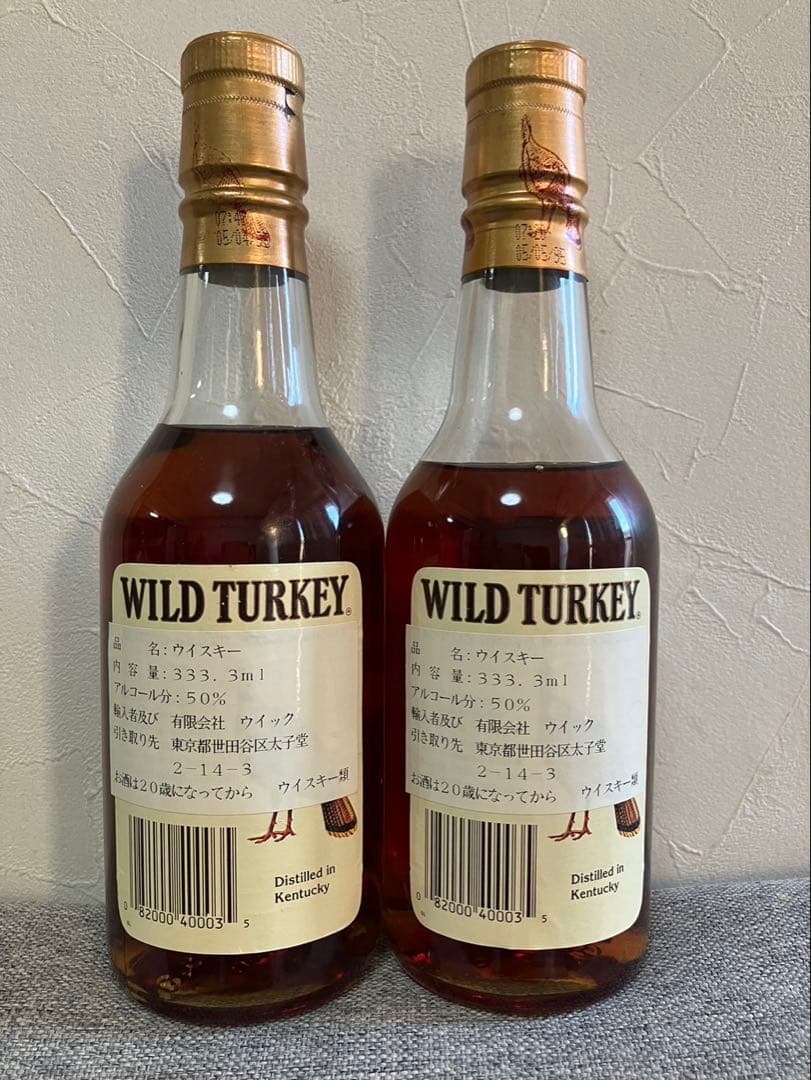 07:4
05/04/95
WILD TURKEY®
品 名:ウイスキー
内 容 量:333.3ml
アルコール分:50%
輸入者及び 有限会社 ウイック
引き取り先 東京都世田谷区太子堂
2-14-3
お酒は20歳になってから ウイスキー類
Distilled in
Kentucky
0 82000 40003 5
05/05/95
WILD TURKEY®
品 名:ウイスキー
内 容 量:333.3ml
アルコール分:50%
輸入者及び 有限会社 ウイック
引き取り先 東京都世田谷区太子堂
2-14-3
お酒は20歳になってから ウイスキー類
Distilled in
Kentucky
0 82000 40003 5